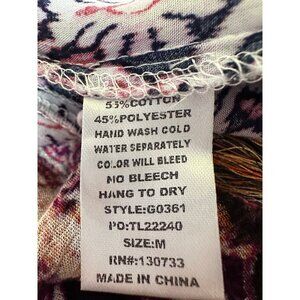 55%COTTON
45%POLYESTER
HAND WASH COLD
WATER SEPARATELY
COLOR WILL BLEED
NO BLEECH
HANG TO DRY
STYLE:G0361
PO:TL22240
SIZE:M
RN#:130733
MADE IN CHINA